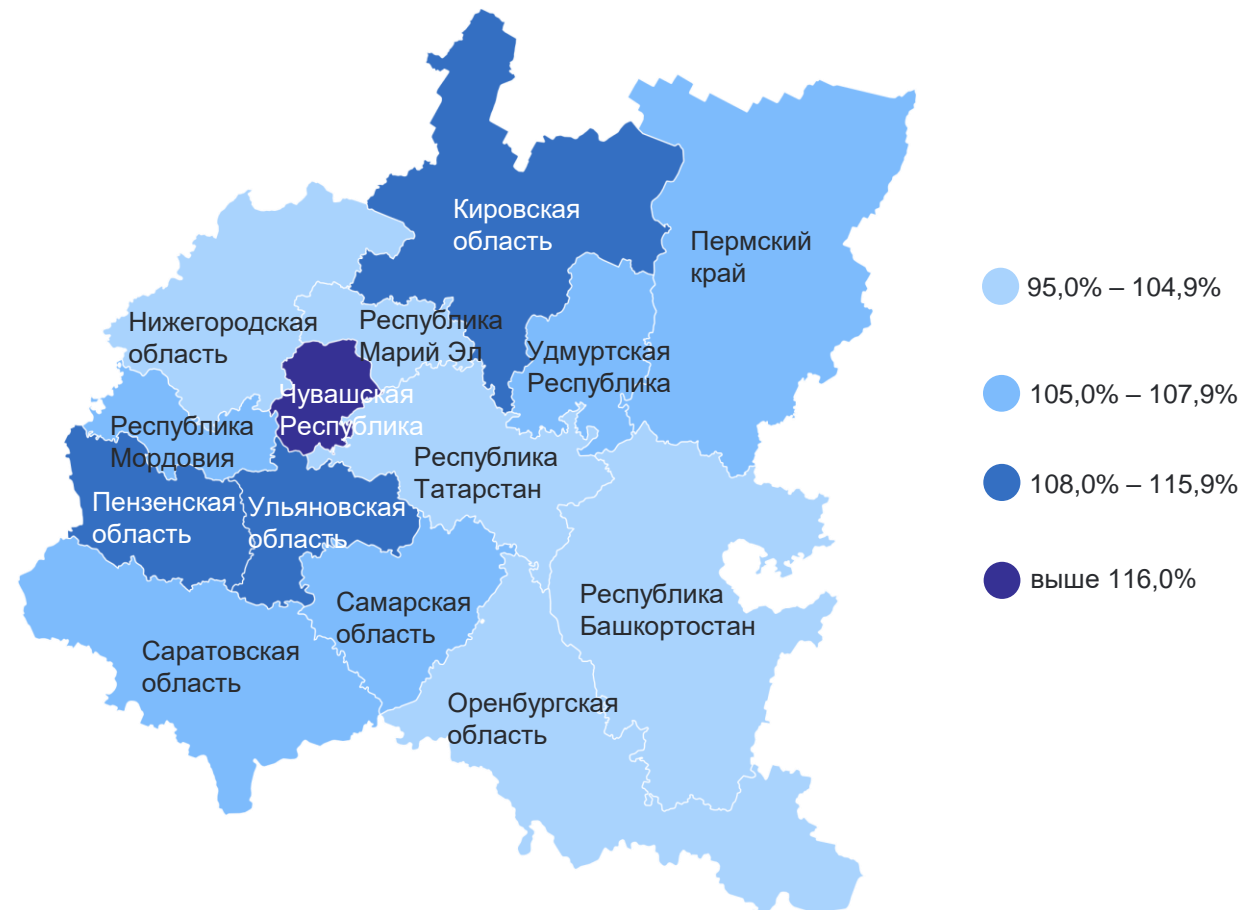 Кировская
область
Пермский
край
Нижегородская
область
Республика
Марий Эл
Удмуртская
Республика
Чувашская
Республика
Республика
Мордовия
Республика
Татарстан
Пензенская
область
Ульяновская
область
Самарская
область
Республика
Башкортостан
Саратовская
область
Оренбургская
область
95,0% – 104,9%
105,0% – 107,9%
108,0% – 115,9%
выше 116,0%